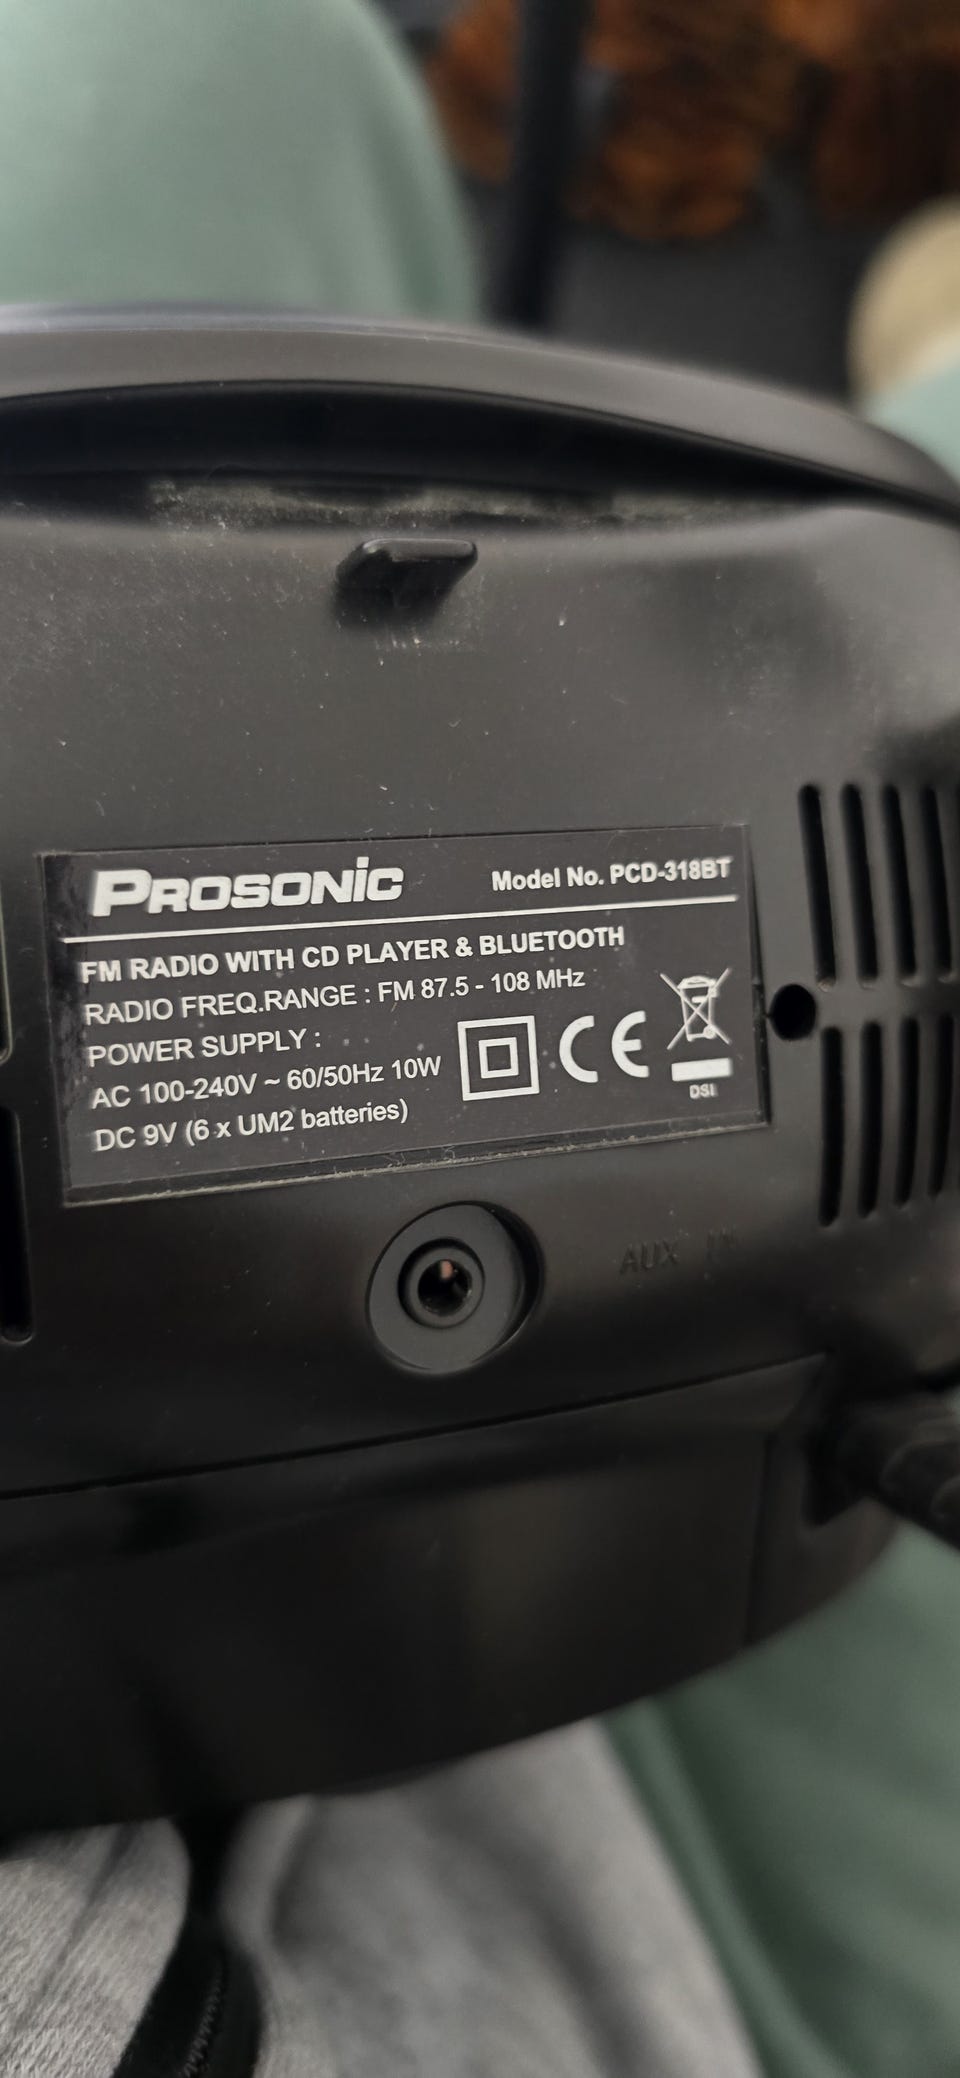 PROSONIC
Model No. PCD-318BT
FM RADIO WITH CD PLAYER & BLUETOOTH
RADIO FREQ.RANGE : FM 87.5 - 108 MHz
POWER SUPPLY :
AC 100-240V ~ 60/50Hz 10W
DC 9V (6 x UM2 batteries)
CE
DSI
AUX IN